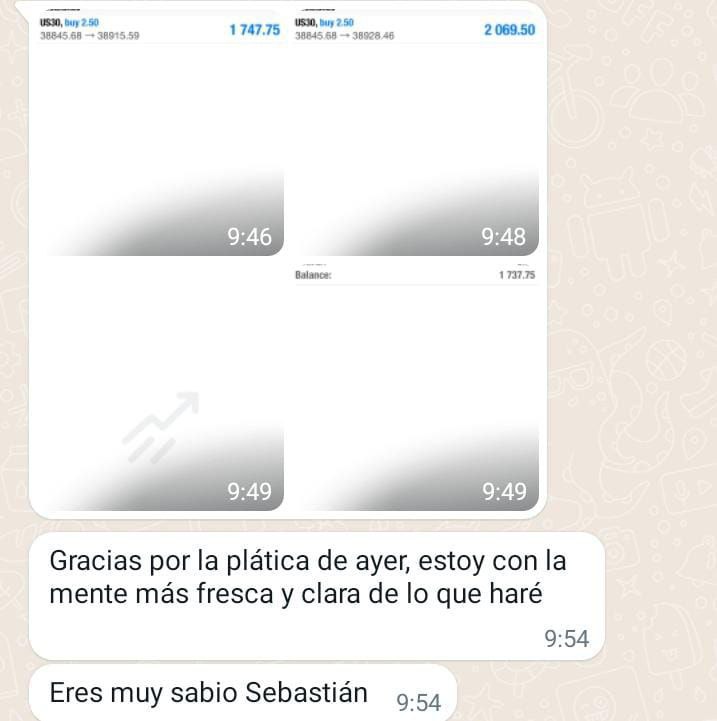 US30, buy 2.50
38845.68 → 38915.59
1 747.75
US30, buy 2.50
38845.68 → 38928.46
2 069.50
9:46
9:48
Balance:
1 737.75
9:49
9:49
Gracias por la plática de ayer, estoy con la
mente más fresca y clara de lo que haré
9:54
Eres muy sabio Sebastián
9:54